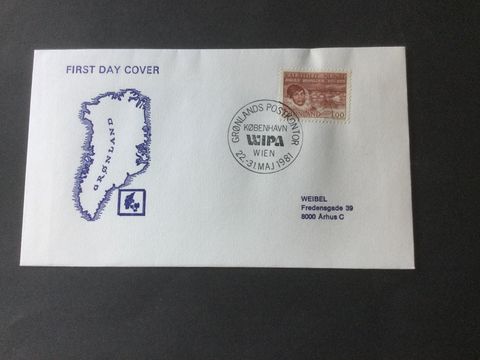 FIRST DAY COVER
GRØNLAND
GRØNLANDS POSTKONTOR
KØBENHAVN
WIPA
WIEN
22-31 MAJ 1981
GRØNLAND 1.00
WEIBEL
Fredensgade 39
8000 Århus C